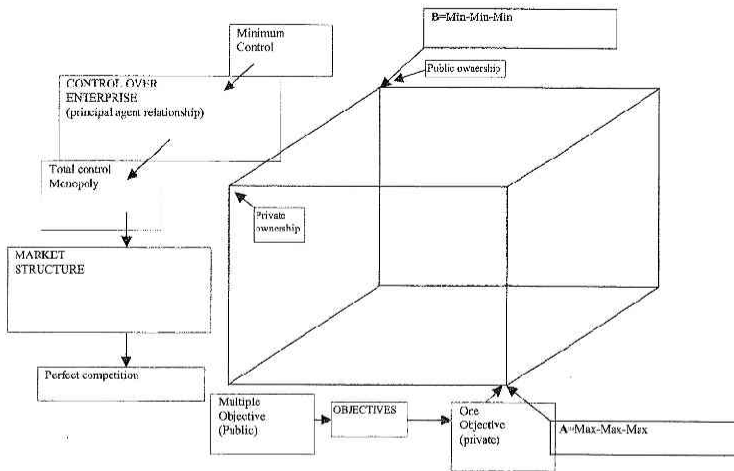 B=Min-Min-Min
Minimum
Control
Public ownership
CONTROL OVER
ENTERPRISE
(principal agent relationship)
Total control
Monopoly
Private
ownership
MARKET
STRUCTURE
Perfect competition
Multiple
Objective
(Public)
OBJECTIVES
One
Objective
(private)
A=Max-Max-Max